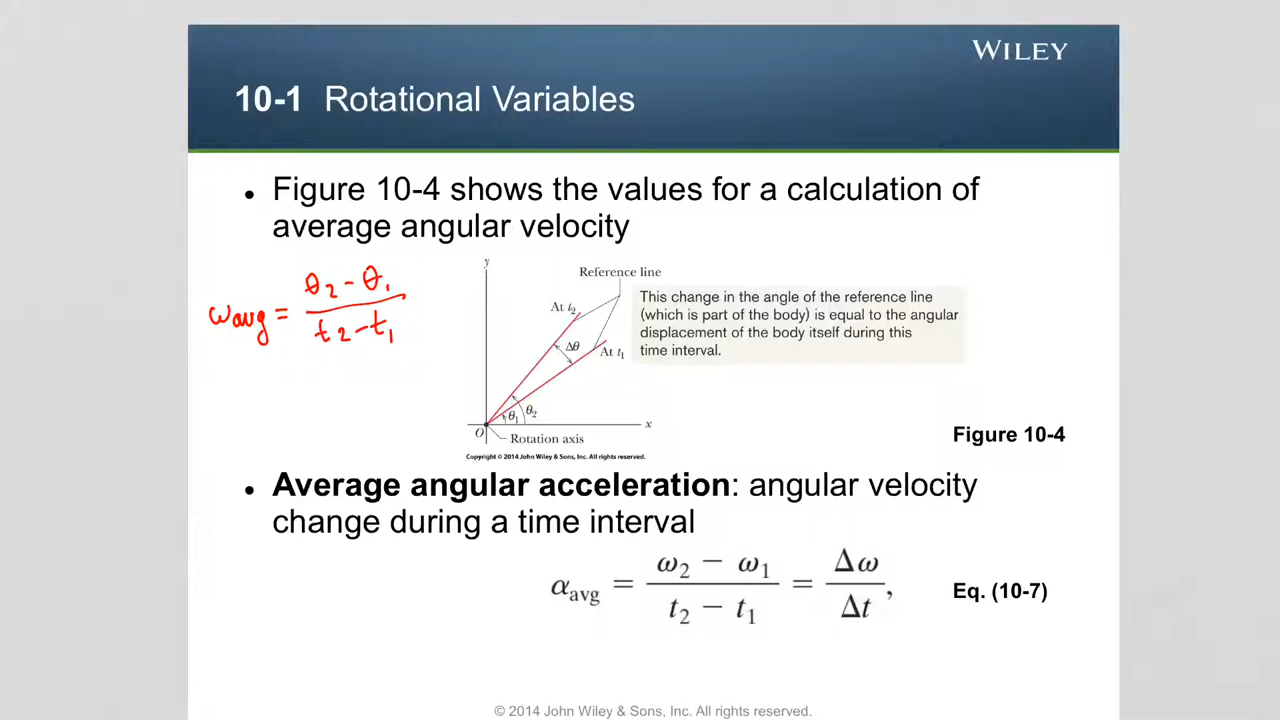 WILEY
10-1 Rotational Variables
• Figure 10-4 shows the values for a calculation of
average angular velocity
ωavg = θ2 - θ1 / t2 - t1
y
Reference line
At t2
Δθ
At t1
θ1
θ2
O
x
Rotation axis
Copyright © 2014 John Wiley & Sons, Inc. All rights reserved.
This change in the angle of the reference line
(which is part of the body) is equal to the angular
displacement of the body itself during this
time interval.
Figure 10-4
• Average angular acceleration: angular velocity
change during a time interval
αavg = ω2 − ω1 / t2 − t1 = Δω / Δt,
Eq. (10-7)
© 2014 John Wiley & Sons, Inc. All rights reserved.